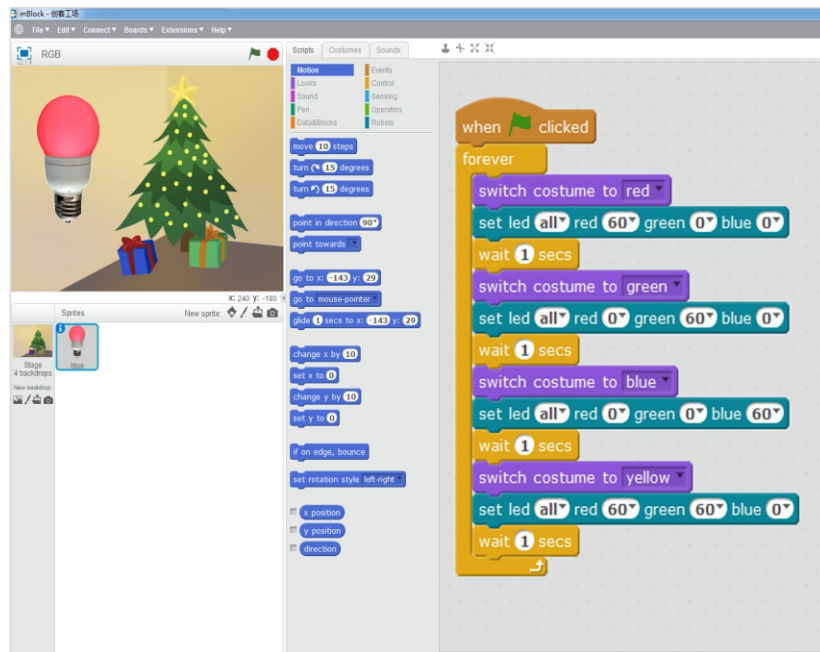 mBlock - 创客工场
File▼ Edit▼ Connect▼ Boards▼ Extensions▼ Help▼
RGB
X: 240 Y: -180
Sprites New sprite:
Stage
4 backdrops
New backdrop:
blue
Scripts Costumes Sounds
Motion Events
Looks Control
Sound Sensing
Pen Operators
Data&Blocks Robots
move 10 steps
turn 15 degrees
turn 15 degrees
point in direction 90▼
point towards
go to x: -143 y: 29
go to mouse-pointer
glide 1 secs to x: -143 y: 29
change x by 10
set x to 0
change y by 10
set y to 0
if on edge, bounce
set rotation style left-right
x position
y position
direction
when clicked
forever
switch costume to red
set led all red 60 green 0 blue 0
wait 1 secs
switch costume to green
set led all red 0 green 60 blue 0
wait 1 secs
switch costume to blue
set led all red 0 green 0 blue 60
wait 1 secs
switch costume to yellow
set led all red 60 green 60 blue 0
wait 1 secs